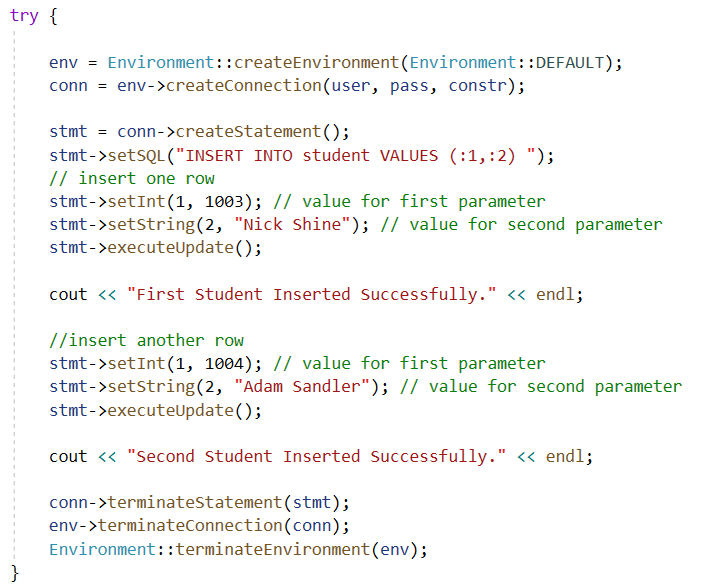 try {
env = Environment::createEnvironment(Environment::DEFAULT);
conn = env->createConnection(user, pass, constr);
stmt = conn->createStatement();
stmt->setSQL("INSERT INTO student VALUES (:1,:2) ");
// insert one row
stmt->setInt(1, 1003); // value for first parameter
stmt->setString(2, "Nick Shine"); // value for second parameter
stmt->executeUpdate();
cout << "First Student Inserted Successfully." << endl;
//insert another row
stmt->setInt(1, 1004); // value for first parameter
stmt->setString(2, "Adam Sandler"); // value for second parameter
stmt->executeUpdate();
cout << "Second Student Inserted Successfully." << endl;
conn->terminateStatement(stmt);
env->terminateConnection(conn);
Environment::terminateEnvironment(env);
}